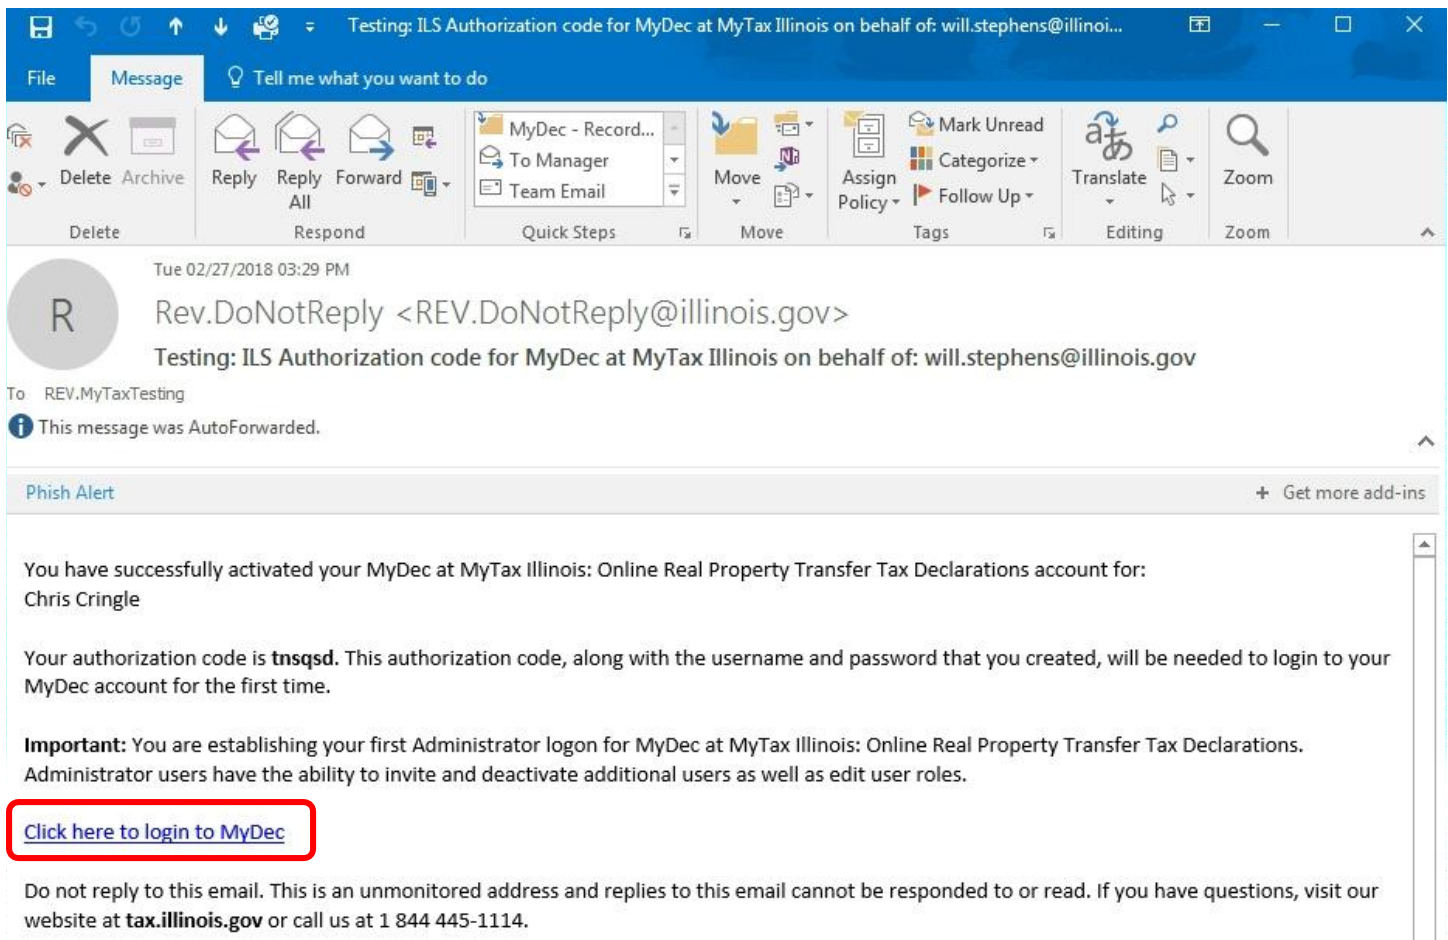 Testing: ILS Authorization code for MyDec at MyTax Illinois on behalf of: will.stephens@illinoi...
File Message Tell me what you want to do
MyDec - Record...
To Manager
Team Email
Mark Unread
Categorize
Follow Up
Delete Archive Reply Reply All Forward Move Assign Policy Translate Zoom
Delete Respond Quick Steps Move Tags Editing Zoom
Tue 02/27/2018 03:29 PM
R
Rev.DoNotReply <REV.DoNotReply@illinois.gov>
Testing: ILS Authorization code for MyDec at MyTax Illinois on behalf of: will.stephens@illinois.gov
To REV.MyTaxTesting
This message was AutoForwarded.
Phish Alert + Get more add-ins
You have successfully activated your MyDec at MyTax Illinois: Online Real Property Transfer Tax Declarations account for:
Chris Cringle
Your authorization code is tnsqsd. This authorization code, along with the username and password that you created, will be needed to login to your
MyDec account for the first time.
Important: You are establishing your first Administrator logon for MyDec at MyTax Illinois: Online Real Property Transfer Tax Declarations.
Administrator users have the ability to invite and deactivate additional users as well as edit user roles.
Click here to login to MyDec
Do not reply to this email. This is an unmonitored address and replies to this email cannot be responded to or read. If you have questions, visit our
website at tax.illinois.gov or call us at 1 844 445-1114.